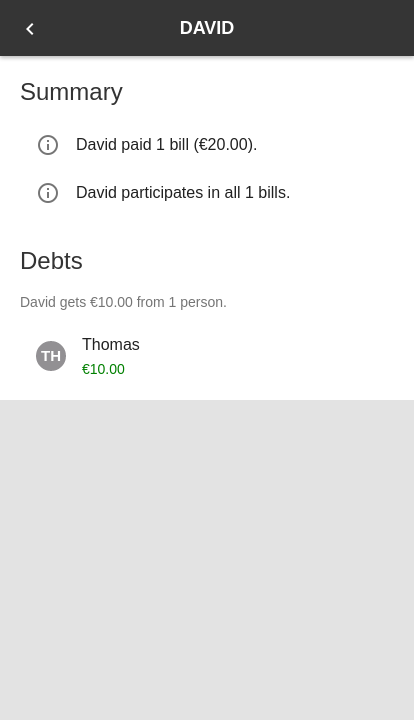 DAVID
Summary
David paid 1 bill (€20.00).
David participates in all 1 bills.
Debts
David gets €10.00 from 1 person.
TH
Thomas
€10.00